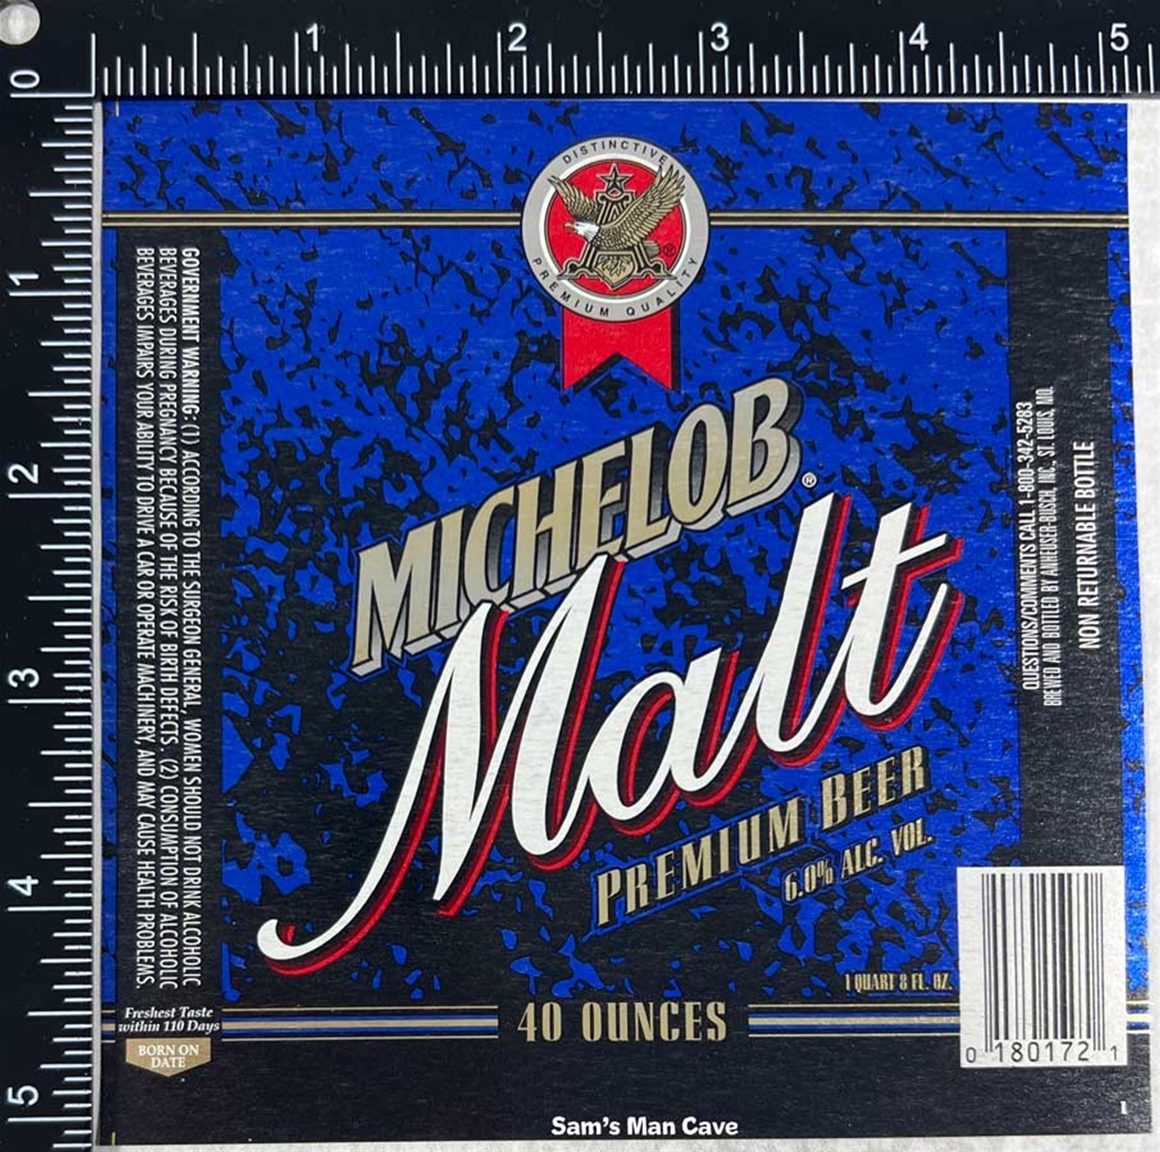 1 2 3 4 5
0
1
2
3
4
5
DISTINCTIVE
PREMIUM QUALITY
®
MICHELOB®
Malt
PREMIUM BEER
6.0% ALC. VOL.
1 QUART 8 FL. OZ.
40 OUNCES
GOVERNMENT WARNING: (1) ACCORDING TO THE SURGEON GENERAL, WOMEN SHOULD NOT DRINK ALCOHOLIC
BEVERAGES DURING PREGNANCY BECAUSE OF THE RISK OF BIRTH DEFECTS. (2) CONSUMPTION OF ALCOHOLIC
BEVERAGES IMPAIRS YOUR ABILITY TO DRIVE A CAR OR OPERATE MACHINERY, AND MAY CAUSE HEALTH PROBLEMS.
Freshest Taste
within 110 Days
BORN ON
DATE
QUESTIONS/COMMENTS CALL 1-800-342-5283
BREWED AND BOTTLED BY ANHEUSER-BUSCH, INC., ST. LOUIS, MO.
NON RETURNABLE BOTTLE
0 180172 1
1
Sam's Man Cave